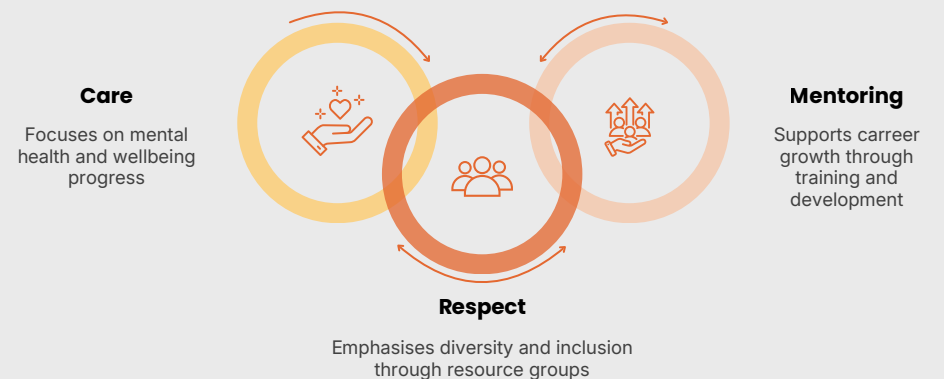 Care
Focuses on mental
health and wellbeing
progress
Mentoring
Supports carreer
growth through
training and
development
Respect
Emphasises diversity and inclusion
through resource groups